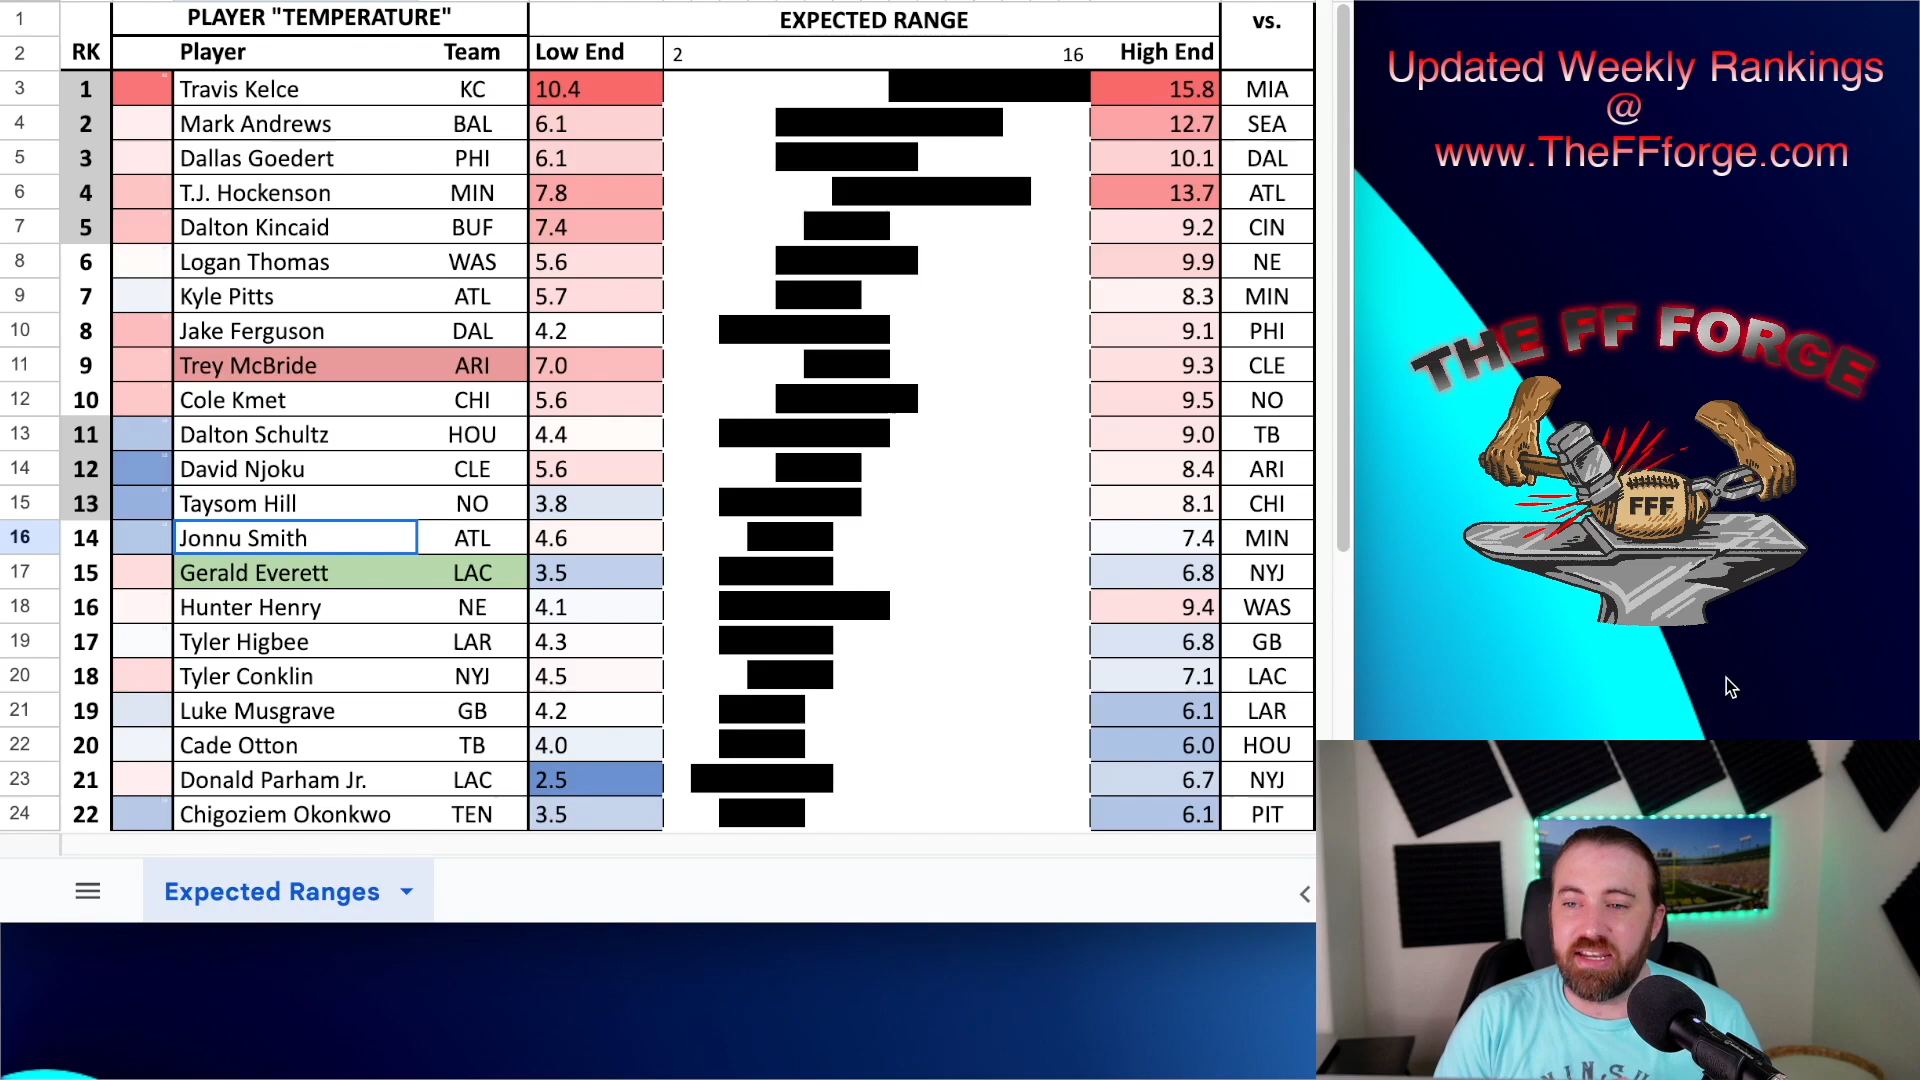 1 PLAYER "TEMPERATURE" EXPECTED RANGE vs.
2 RK Player Team Low End 2 16 High End
3 1 Travis Kelce KC 10.4 15.8 MIA
4 2 Mark Andrews BAL 6.1 12.7 SEA
5 3 Dallas Goedert PHI 6.1 10.1 DAL
6 4 T.J. Hockenson MIN 7.8 13.7 ATL
7 5 Dalton Kincaid BUF 7.4 9.2 CIN
8 6 Logan Thomas WAS 5.6 9.9 NE
9 7 Kyle Pitts ATL 5.7 8.3 MIN
10 8 Jake Ferguson DAL 4.2 9.1 PHI
11 9 Trey McBride ARI 7.0 9.3 CLE
12 10 Cole Kmet CHI 5.6 9.5 NO
13 11 Dalton Schultz HOU 4.4 9.0 TB
14 12 David Njoku CLE 5.6 8.4 ARI
15 13 Taysom Hill NO 3.8 8.1 CHI
16 14 Jonnu Smith ATL 4.6 7.4 MIN
17 15 Gerald Everett LAC 3.5 6.8 NYJ
18 16 Hunter Henry NE 4.1 9.4 WAS
19 17 Tyler Higbee LAR 4.3 6.8 GB
20 18 Tyler Conklin NYJ 4.5 7.1 LAC
21 19 Luke Musgrave GB 4.2 6.1 LAR
22 20 Cade Otton TB 4.0 6.0 HOU
23 21 Donald Parham Jr. LAC 2.5 6.7 NYJ
24 22 Chigoziem Okonkwo TEN 3.5 6.1 PIT
Expected Ranges
Updated Weekly Rankings
@
www.TheFFforge.com
THE FF FORGE
FFF